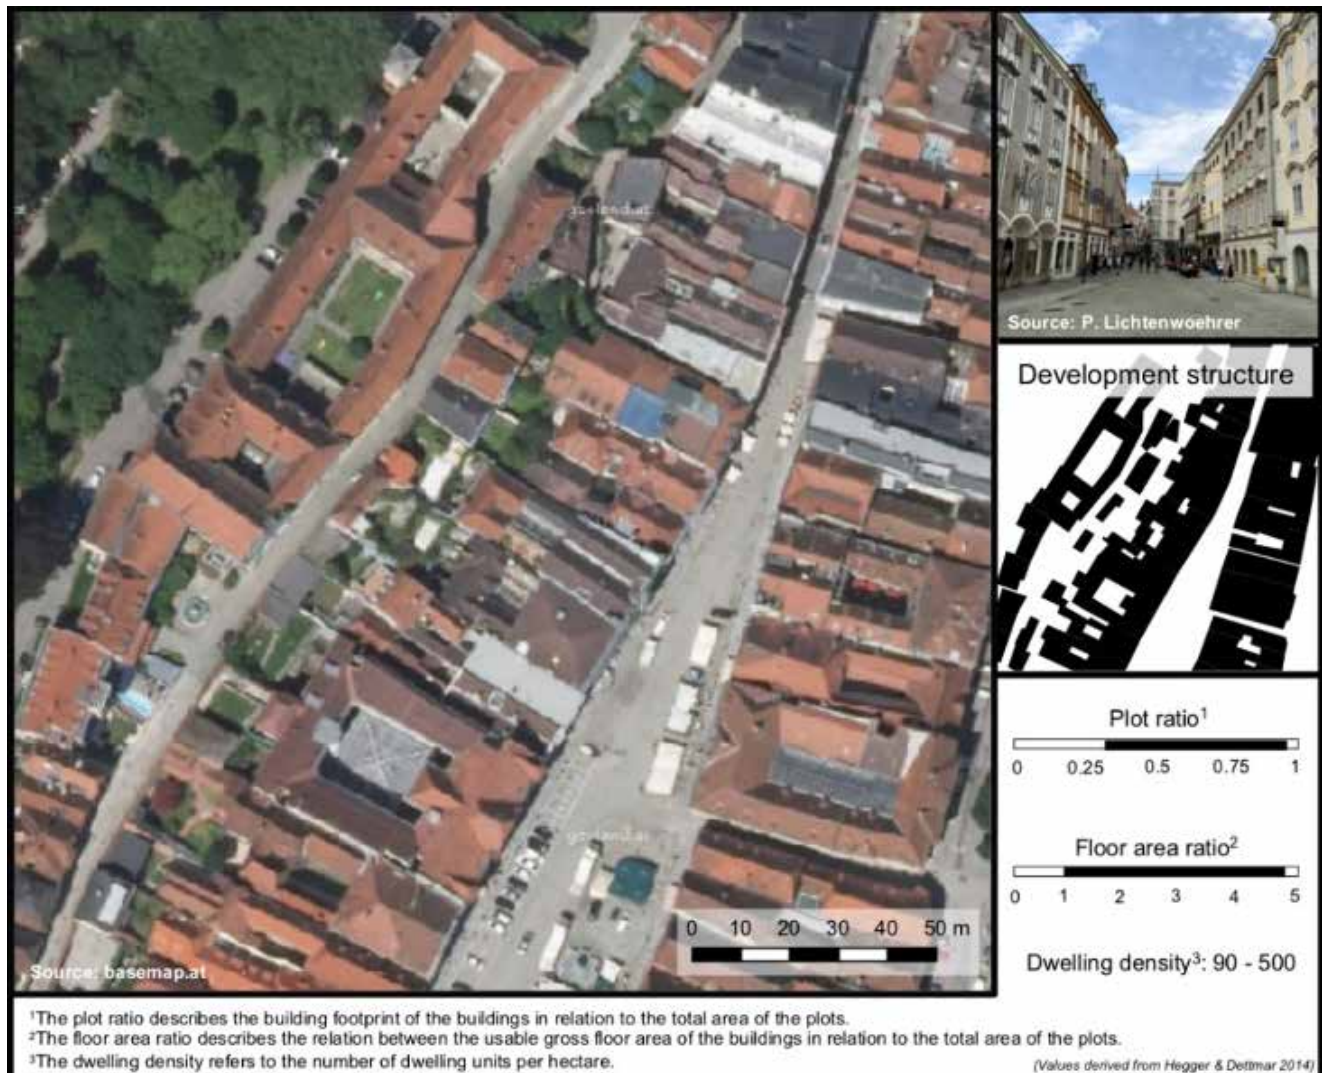 geoland.at
geoland.at
Source: basemap.at
0 10 20 30 40 50 m
Source: P. Lichtenwoehrer
Development structure
Plot ratio¹
0 0.25 0.5 0.75 1
Floor area ratio²
0 1 2 3 4 5
Dwelling density³: 90 - 500
¹The plot ratio describes the building footprint of the buildings in relation to the total area of the plots.
²The floor area ratio describes the relation between the usable gross floor area of the buildings in relation to the total area of the plots.
³The dwelling density refers to the number of dwelling units per hectare.
(Values derived from Hegger & Dettmar 2014)